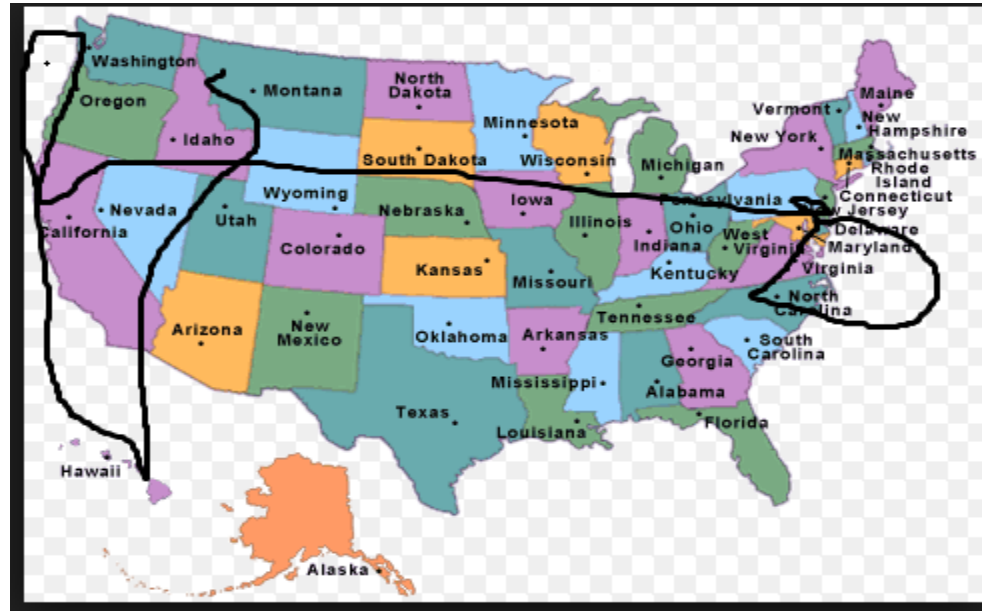 Washington
Oregon
Idaho
Montana
North
Dakota
South Dakota
Minnesota
Wisconsin
Michigan
Vermont
Maine
New
Hampshire
New York
Massachusetts
Rhode
Island
Connecticut
Jersey
Delaware
Maryland
Pennsylvania
Wyoming
Nebraska
Iowa
Illinois
Indiana
Ohio
West
Virginia
Virginia
California
Nevada
Utah
Colorado
Kansas
Missouri
Kentucky
North
Carolina
Tennessee
Arizona
New
Mexico
Oklahoma
Arkansas
South
Carolina
Georgia
Alabama
Mississippi
Texas
Louisiana
Florida
Hawaii
Alaska